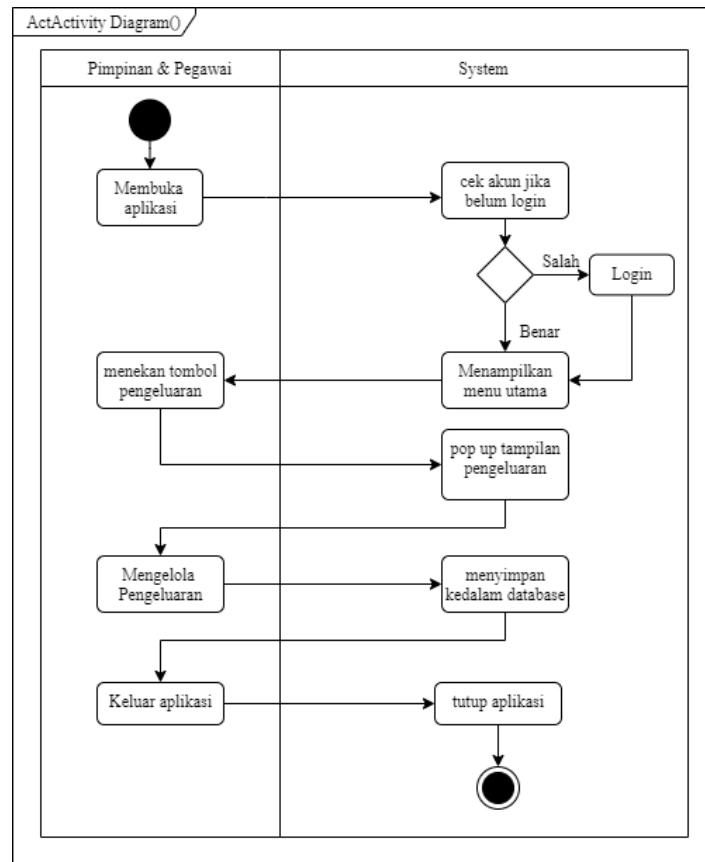 ActActivity Diagram()
Pimpinan & Pegawai
System
Membuka
aplikasi
cek akun jika
belum login
Salah
Login
Benar
menekan tombol
pengeluaran
Menampilkan
menu utama
pop up tampilan
pengeluaran
Mengelola
Pengeluaran
menyimpan
kedalam database
Keluar aplikasi
tutup aplikasi